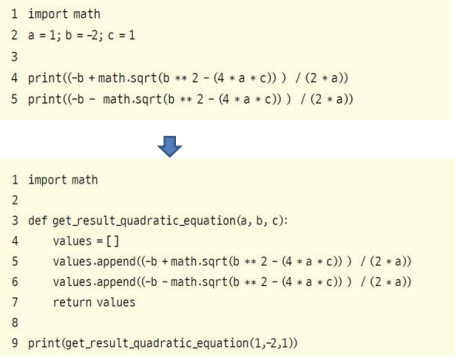 1 import math
2 a = 1; b = -2; c = 1
3
4 print((-b + math.sqrt(b ** 2 - (4 * a * c)) ) / (2 * a))
5 print((-b - math.sqrt(b ** 2 - (4 * a * c)) ) / (2 * a))
1 import math
2
3 def get_result_quadratic_equation(a, b, c):
4     values = []
5     values.append((-b + math.sqrt(b ** 2 - (4 * a * c)) ) / (2 * a))
6     values.append((-b - math.sqrt(b ** 2 - (4 * a * c)) ) / (2 * a))
7     return values
8
9 print(get_result_quadratic_equation(1,-2,1))